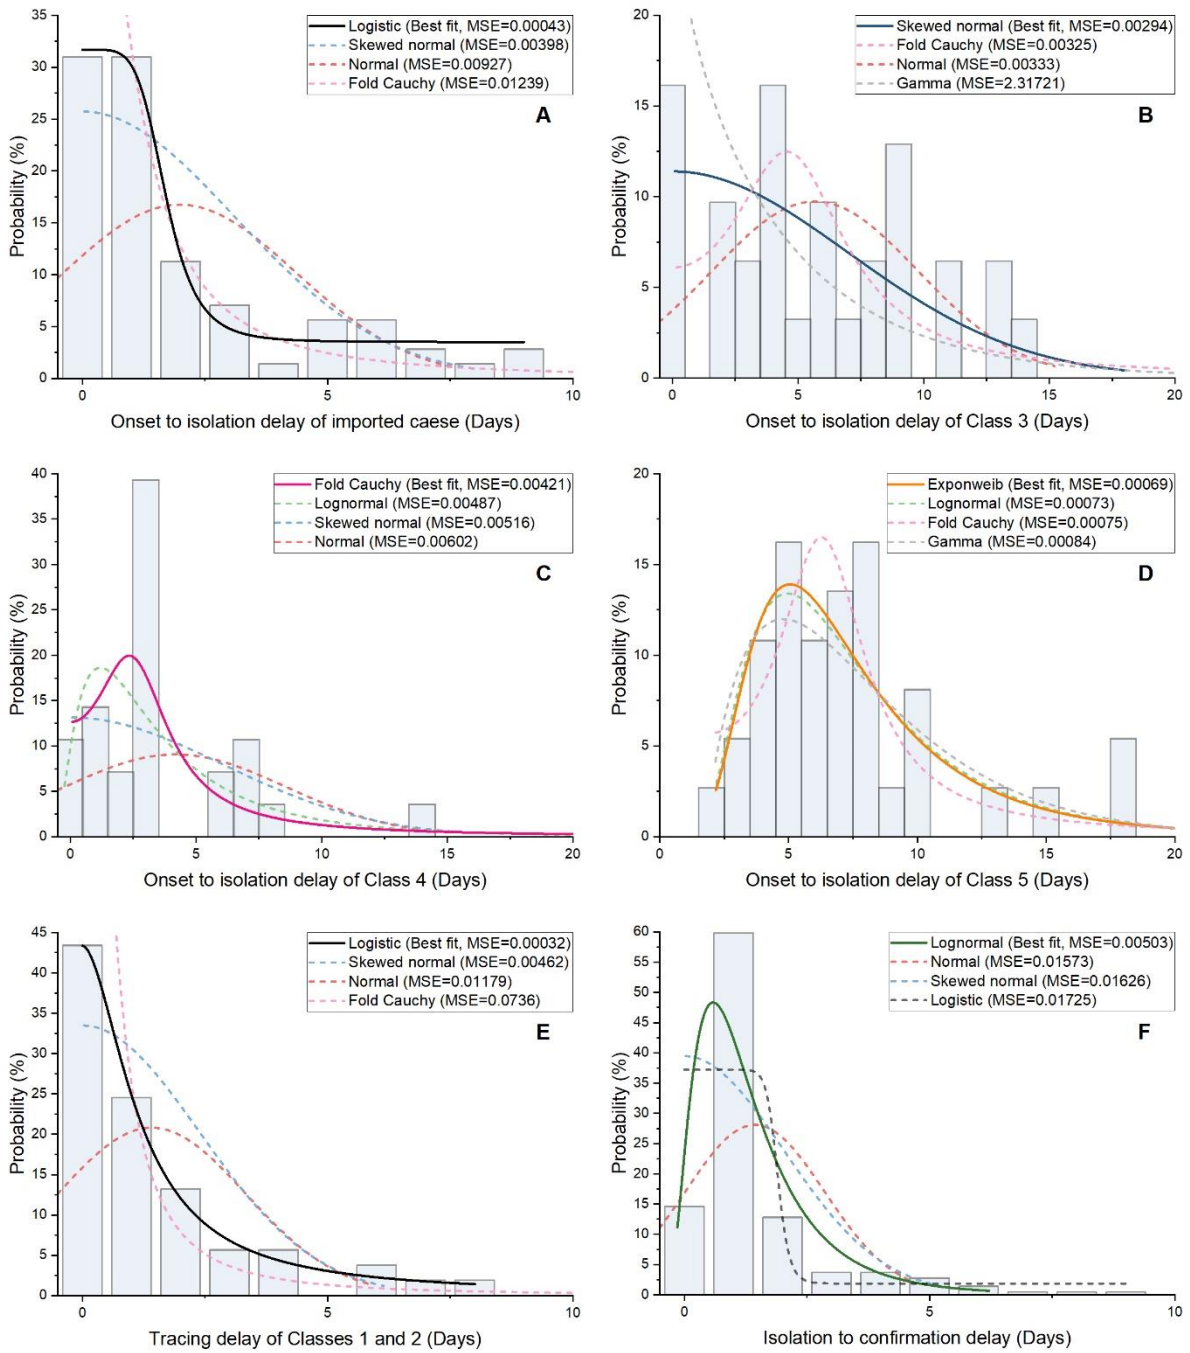 35
30
25
20
15
10
5
0
Probability (%)
Logistic (Best fit, MSE=0.00043)
Skewed normal (MSE=0.00398)
Normal (MSE=0.00927)
Fold Cauchy (MSE=0.01239)
A
0 5 10
Onset to isolation delay of imported caese (Days)
20
15
10
5
0
Probability (%)
Skewed normal (Best fit, MSE=0.00294)
Fold Cauchy (MSE=0.00325)
Normal (MSE=0.00333)
Gamma (MSE=2.31721)
B
0 5 10 15 20
Onset to isolation delay of Class 3 (Days)
40
35
30
25
20
15
10
5
0
Probability (%)
Fold Cauchy (Best fit, MSE=0.00421)
Lognormal (MSE=0.00487)
Skewed normal (MSE=0.00516)
Normal (MSE=0.00602)
C
0 5 10 15 20
Onset to isolation delay of Class 4 (Days)
20
15
10
5
0
Probability (%)
Exponweib (Best fit, MSE=0.00069)
Lognormal (MSE=0.00073)
Fold Cauchy (MSE=0.00075)
Gamma (MSE=0.00084)
D
0 5 10 15 20
Onset to isolation delay of Class 5 (Days)
45
40
35
30
25
20
15
10
5
0
Probability (%)
Logistic (Best fit, MSE=0.00032)
Skewed normal (MSE=0.00462)
Normal (MSE=0.01179)
Fold Cauchy (MSE=0.0736)
E
0 5 10
Tracing delay of Classes 1 and 2 (Days)
60
55
50
45
40
35
30
25
20
15
10
5
0
Probability (%)
Lognormal (Best fit, MSE=0.00503)
Normal (MSE=0.01573)
Skewed normal (MSE=0.01626)
Logistic (MSE=0.01725)
F
0 5 10
Isolation to confirmation delay (Days)